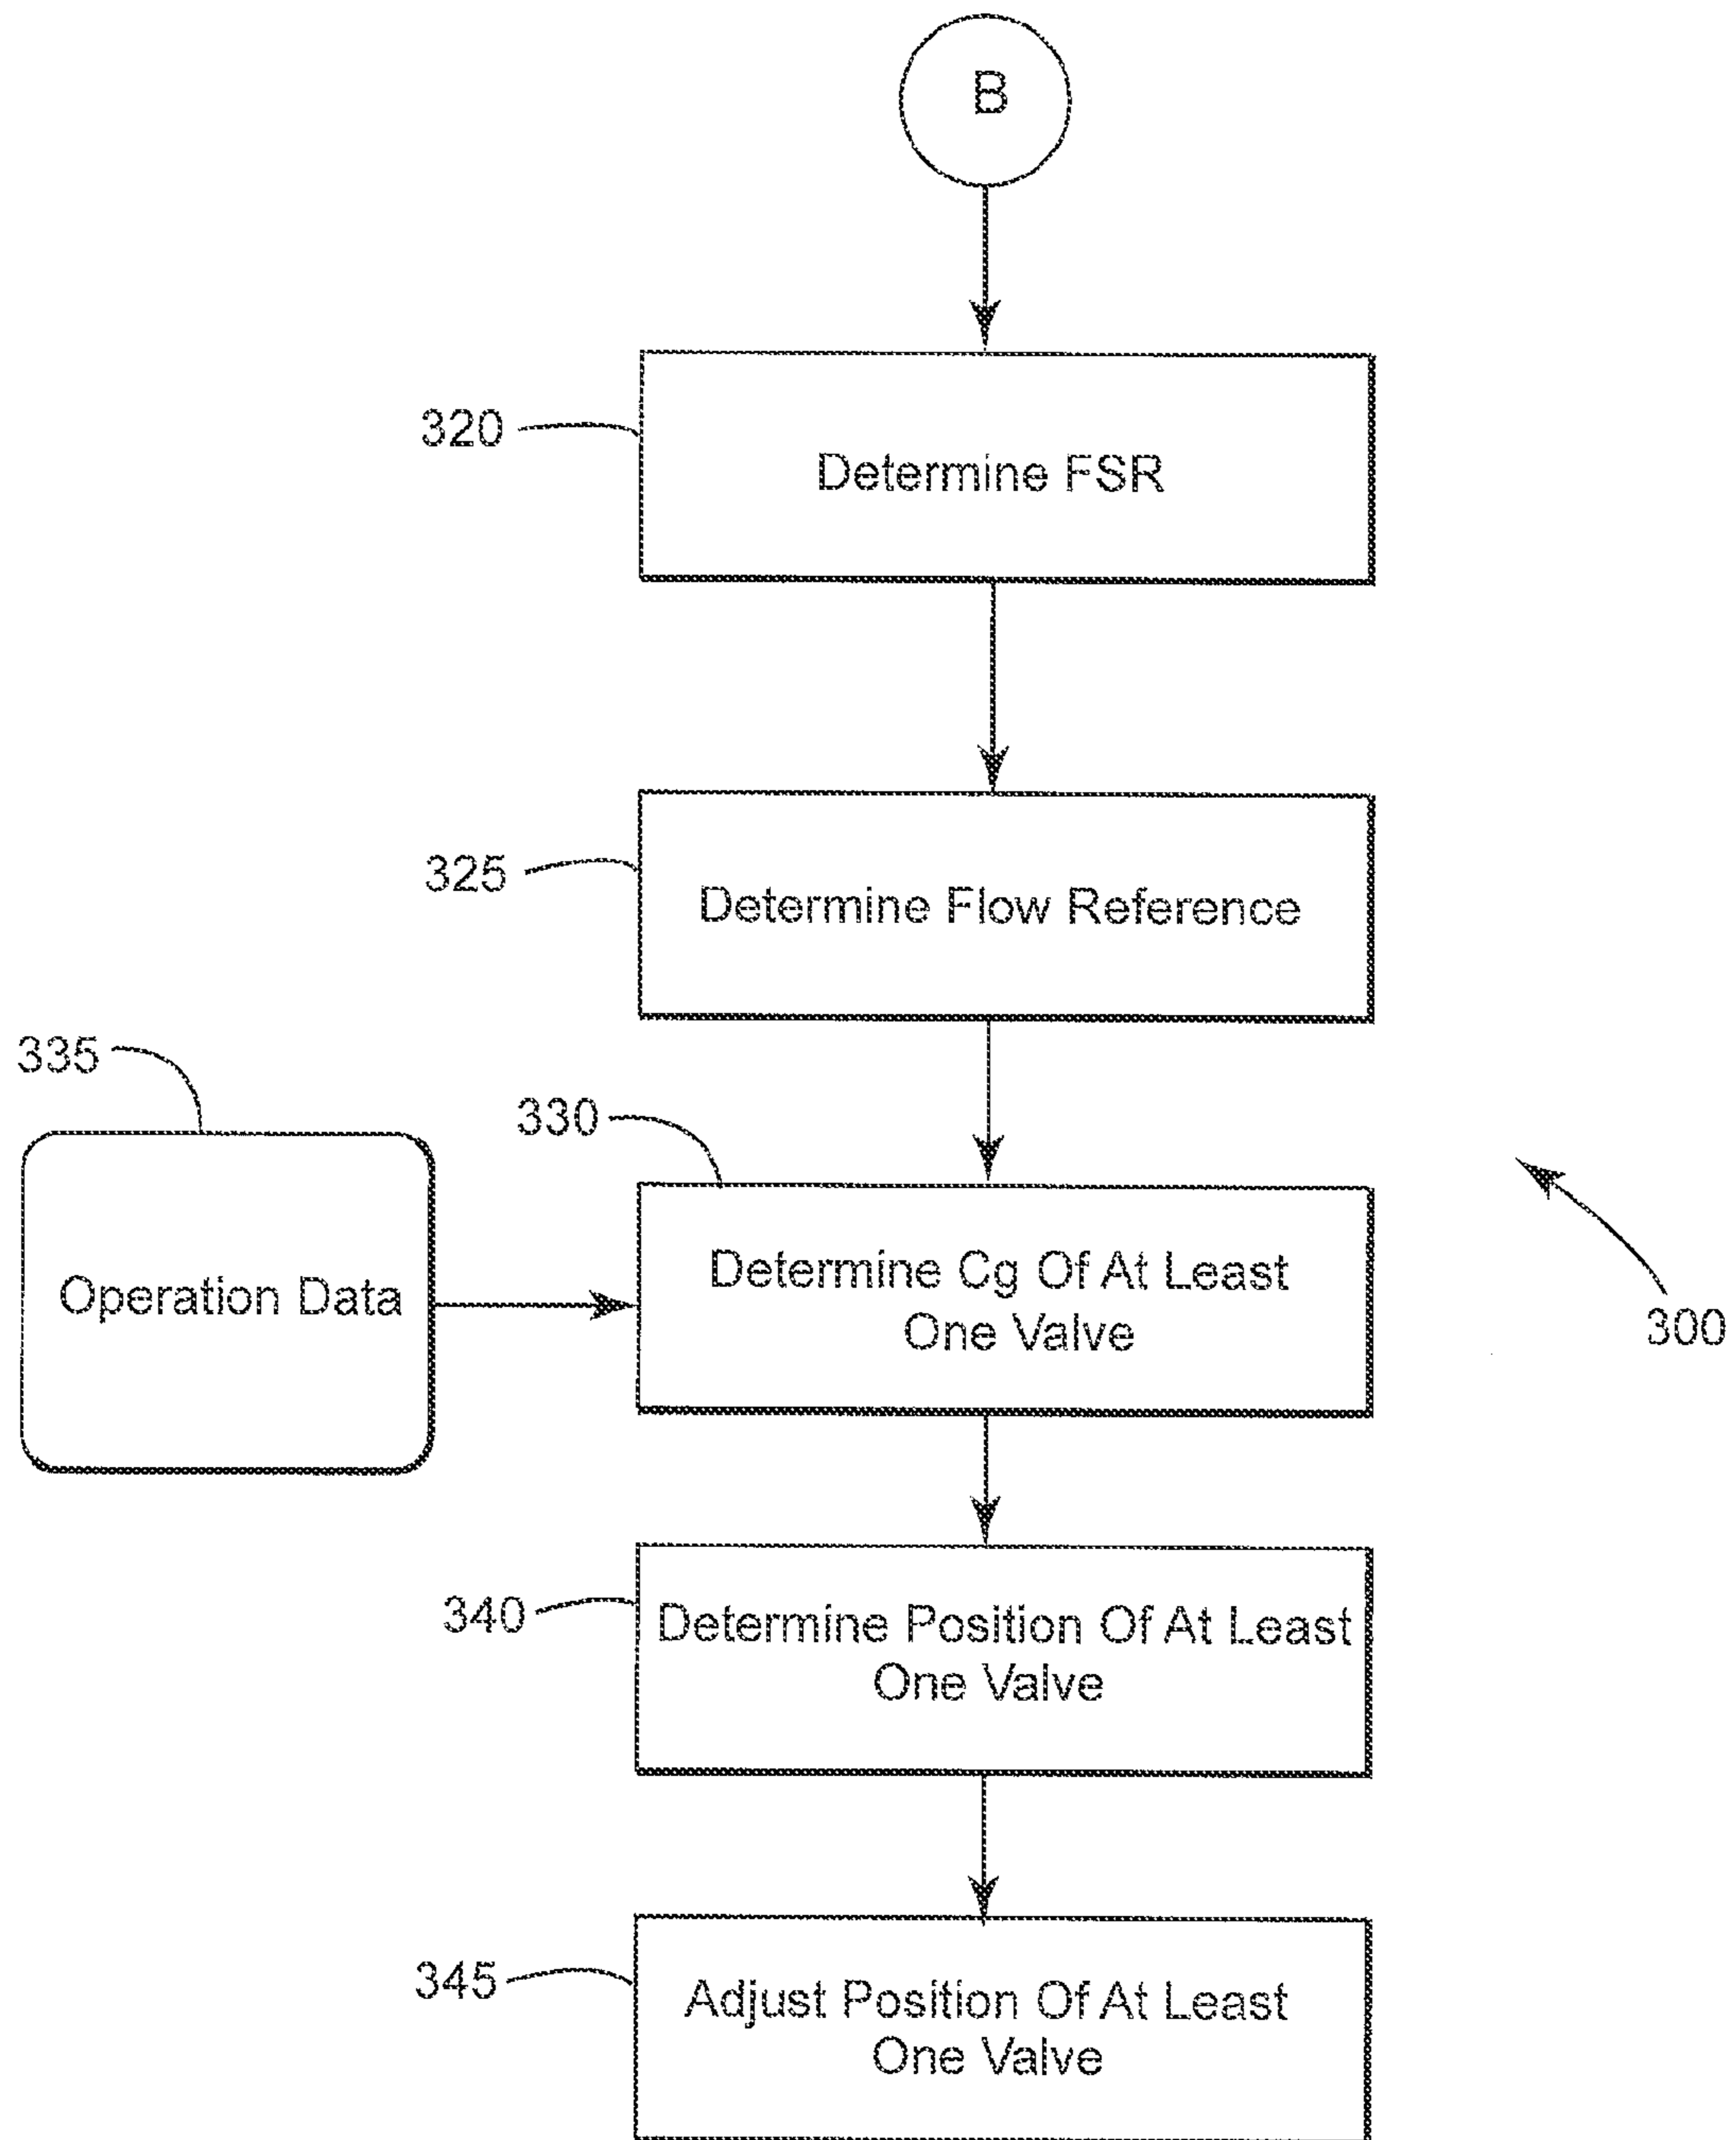 B
320
Determine FSR
325
Determine Flow Reference
335
330
Operation Data
Determine Cg Of At Least
One Valve
300
340
Determine Position Of At Least
One Valve
345
Adjust Position Of At Least
One Valve